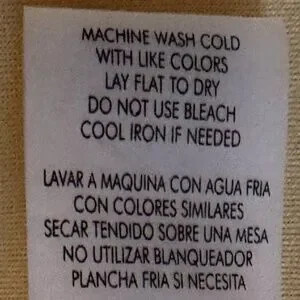 MACHINE WASH COLD
WITH LIKE COLORS
LAY FLAT TO DRY
DO NOT USE BLEACH
COOL IRON IF NEEDED
LAVAR A MAQUINA CON AGUA FRIA
CON COLORES SIMILARES
SECAR TENDIDO SOBRE UNA MESA
NO UTILIZAR BLANQUEADOR
PLANCHA FRIA SI NECESITA